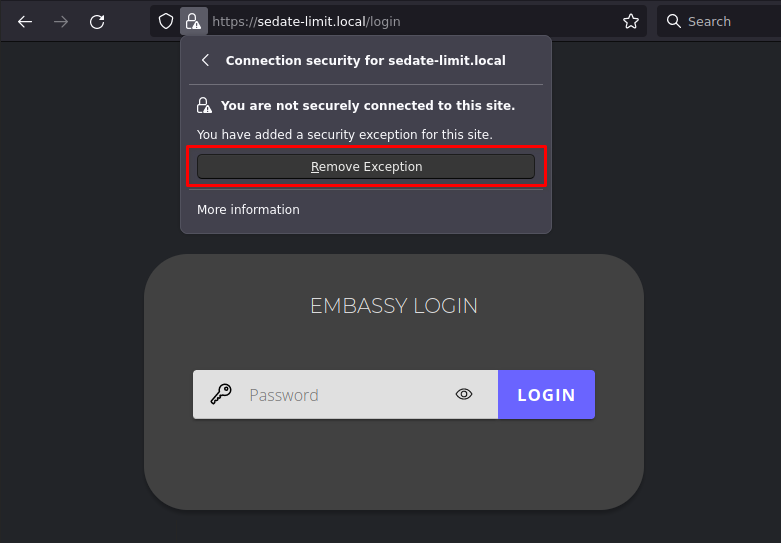 https://sedate-limit.local/login
Search
Connection security for sedate-limit.local
You are not securely connected to this site.
You have added a security exception for this site.
Remove Exception
More information
EMBASSY LOGIN
Password
LOGIN